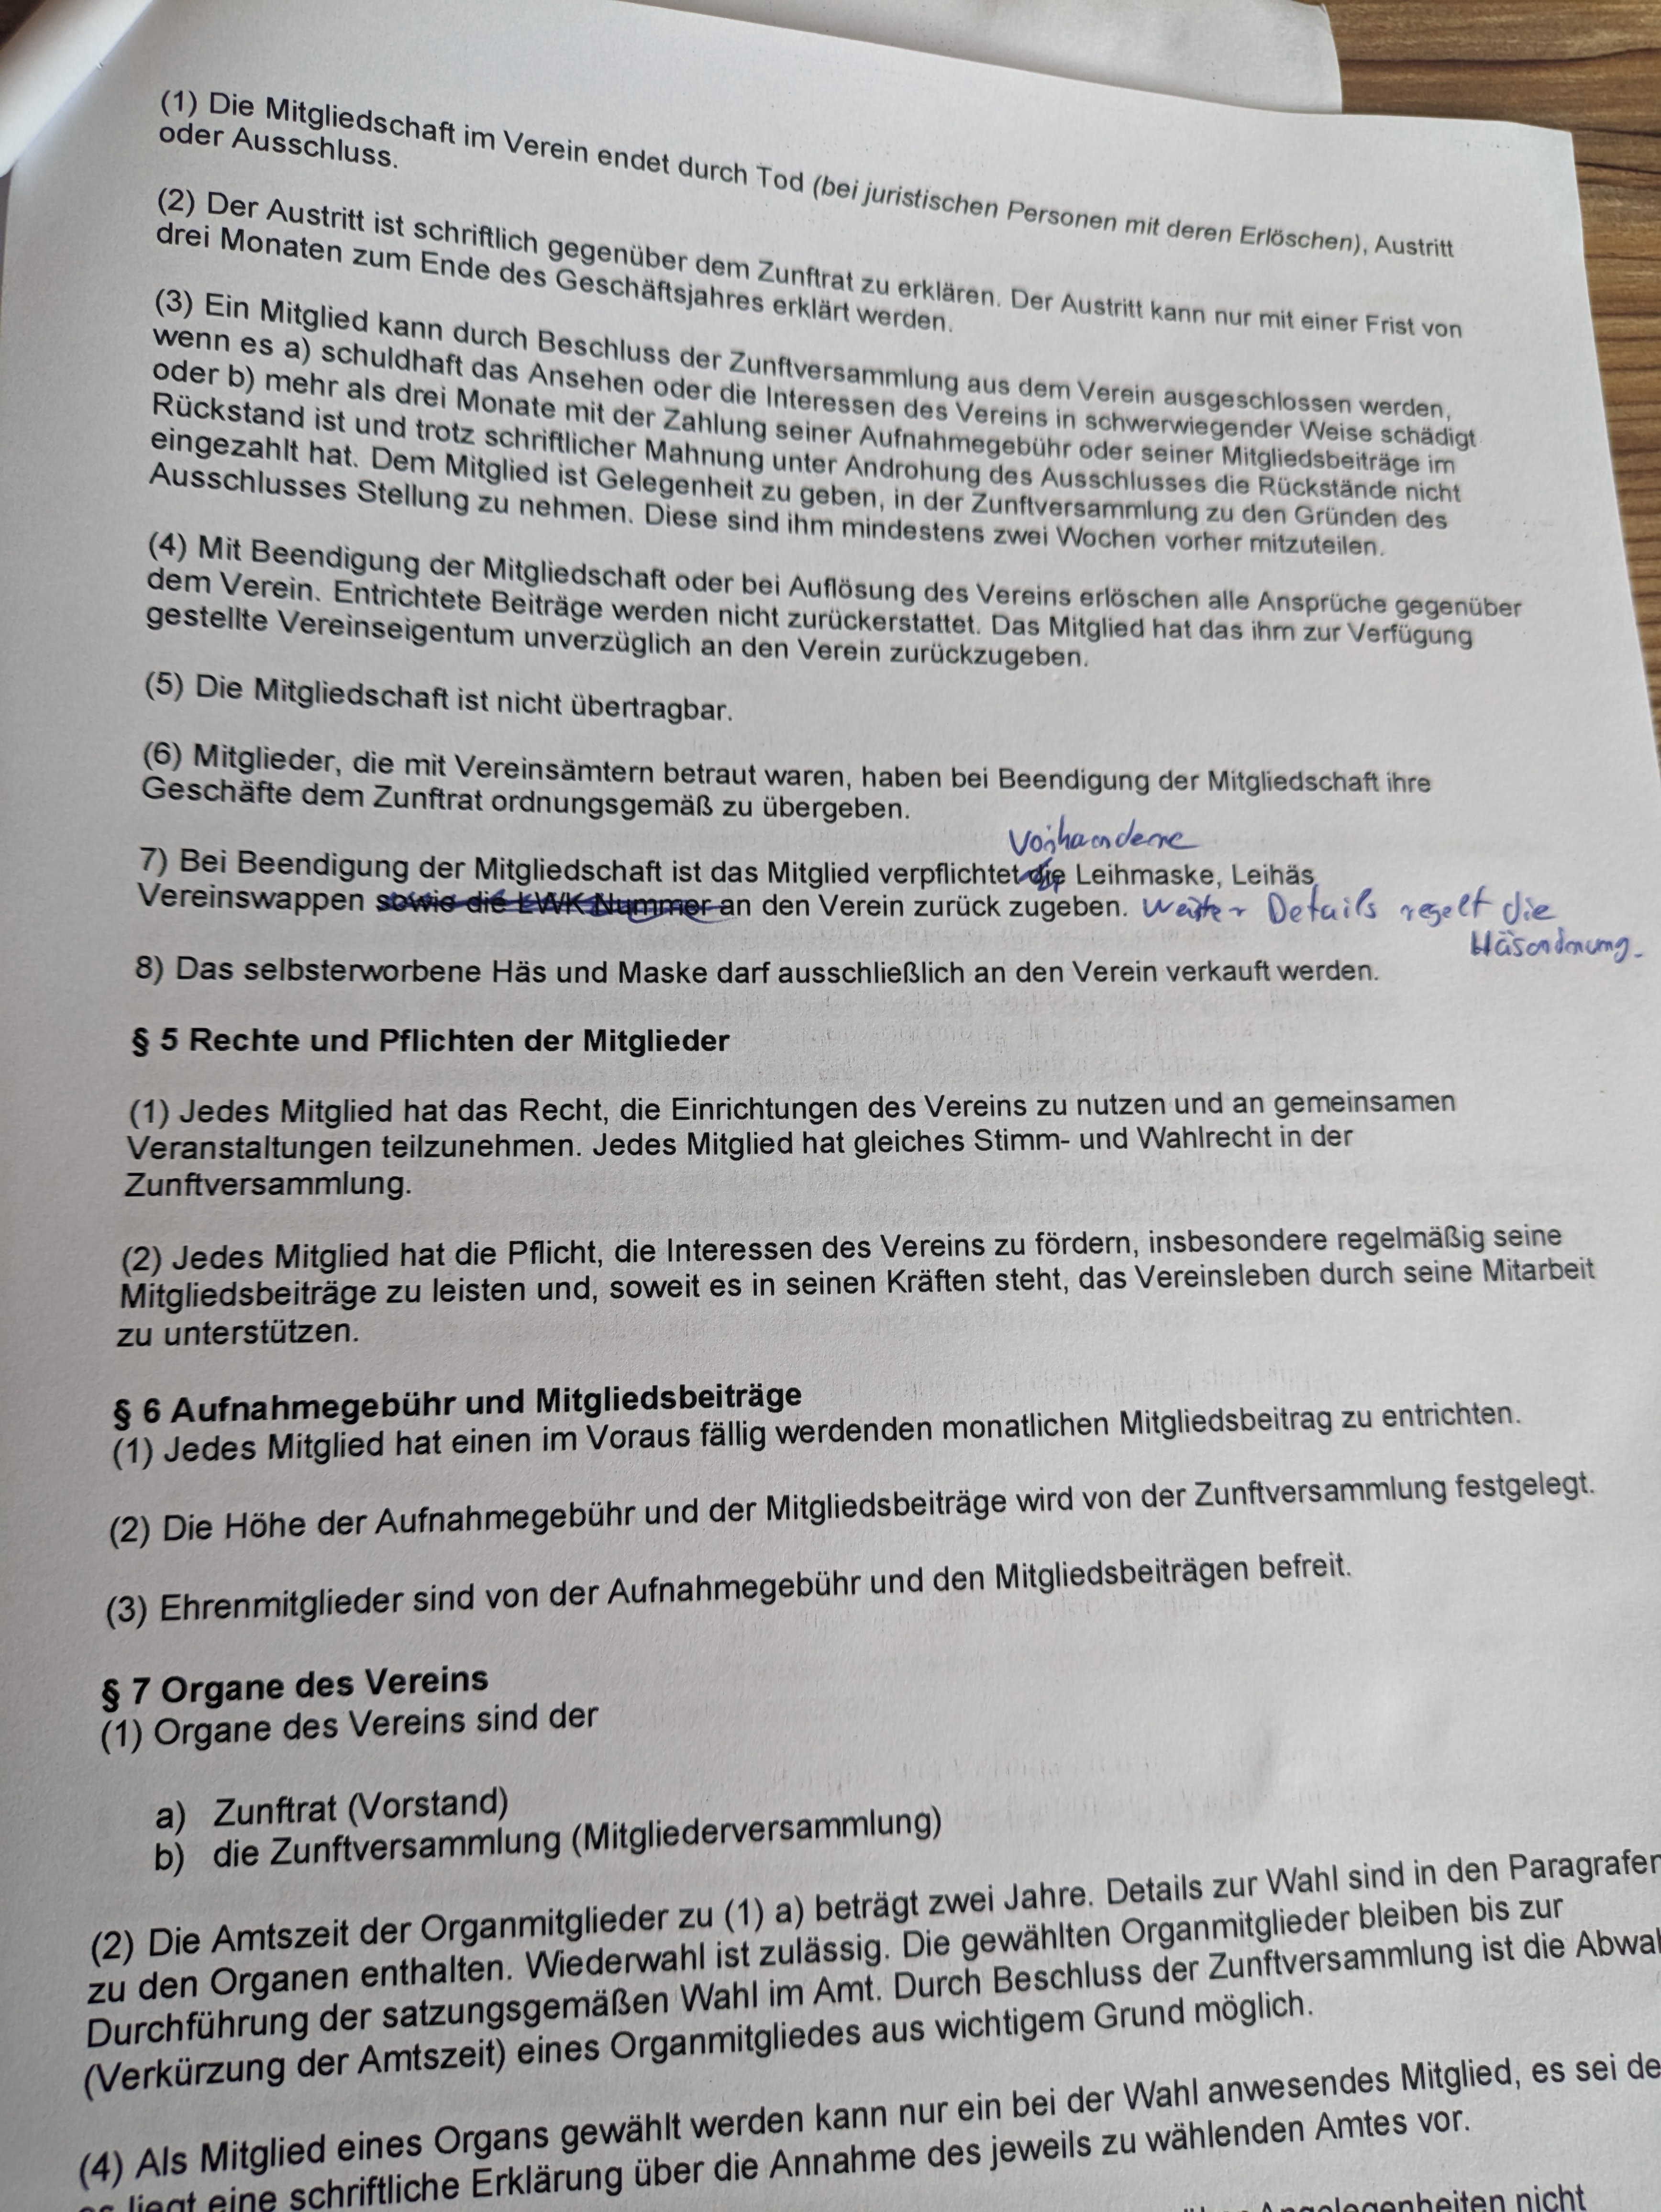 (1) Die Mitgliedschaft im Verein endet durch Tod (bei juristischen Personen mit deren Erlöschen), Austritt
oder Ausschluss.
(2) Der Austritt ist schriftlich gegenüber dem Zunftrat zu erklären. Der Austritt kann nur mit einer Frist von
drei Monaten zum Ende des Geschäftsjahres erklärt werden.
(3) Ein Mitglied kann durch Beschluss der Zunftversammlung aus dem Verein ausgeschlossen werden,
wenn es a) schuldhaft das Ansehen oder die Interessen des Vereins in schwerwiegender Weise schädigt
oder b) mehr als drei Monate mit der Zahlung seiner Aufnahmegebühr oder seiner Mitgliedsbeiträge im
Rückstand ist und trotz schriftlicher Mahnung unter Androhung des Ausschlusses die Rückstände nicht
eingezahlt hat. Dem Mitglied ist Gelegenheit zu geben, in der Zunftversammlung zu den Gründen des
Ausschlusses Stellung zu nehmen. Diese sind ihm mindestens zwei Wochen vorher mitzuteilen.
(4) Mit Beendigung der Mitgliedschaft oder bei Auflösung des Vereins erlöschen alle Ansprüche gegenüber
dem Verein. Entrichtete Beiträge werden nicht zurückerstattet. Das Mitglied hat das ihm zur Verfügung
gestellte Vereinseigentum unverzüglich an den Verein zurückzugeben.
(5) Die Mitgliedschaft ist nicht übertragbar.
(6) Mitglieder, die mit Vereinsämtern betraut waren, haben bei Beendigung der Mitgliedschaft ihre
Geschäfte dem Zunftrat ordnungsgemäß zu übergeben.
Vorhandene
7) Bei Beendigung der Mitgliedschaft ist das Mitglied verpflichtet die Leihmaske, Leihäs
Vereinswappen sowie die LWK Nummer an den Verein zurück zugeben. Details regelt die
Häsordnung.
8) Das selbsterworbene Häs und Maske darf ausschließlich an den Verein verkauft werden.
§ 5 Rechte und Pflichten der Mitglieder
(1) Jedes Mitglied hat das Recht, die Einrichtungen des Vereins zu nutzen und an gemeinsamen
Veranstaltungen teilzunehmen. Jedes Mitglied hat gleiches Stimm- und Wahlrecht in der
Zunftversammlung.
(2) Jedes Mitglied hat die Pflicht, die Interessen des Vereins zu fördern, insbesondere regelmäßig seine
Mitgliedsbeiträge zu leisten und, soweit es in seinen Kräften steht, das Vereinsleben durch seine Mitarbeit
zu unterstützen.
§ 6 Aufnahmegebühr und Mitgliedsbeiträge
(1) Jedes Mitglied hat einen im Voraus fällig werdenden monatlichen Mitgliedsbeitrag zu entrichten.
(2) Die Höhe der Aufnahmegebühr und der Mitgliedsbeiträge wird von der Zunftversammlung festgelegt.
(3) Ehrenmitglieder sind von der Aufnahmegebühr und den Mitgliedsbeiträgen befreit.
§ 7 Organe des Vereins
(1) Organe des Vereins sind der
a) Zunftrat (Vorstand)
b) die Zunftversammlung (Mitgliederversammlung)
(2) Die Amtszeit der Organmitglieder zu (1) a) beträgt zwei Jahre. Details zur Wahl sind in den Paragrafen
zu den Organen enthalten. Wiederwahl ist zulässig. Die gewählten Organmitglieder bleiben bis zur
Durchführung der satzungsgemäßen Wahl im Amt. Durch Beschluss der Zunftversammlung ist die Abwah
(Verkürzung der Amtszeit) eines Organmitgliedes aus wichtigem Grund möglich.
(4) Als Mitglied eines Organs gewählt werden kann nur ein bei der Wahl anwesendes Mitglied, es sei de
es liegt eine schriftliche Erklärung über die Annahme des jeweils zu wählenden Amtes vor.
Angelegenheiten nicht